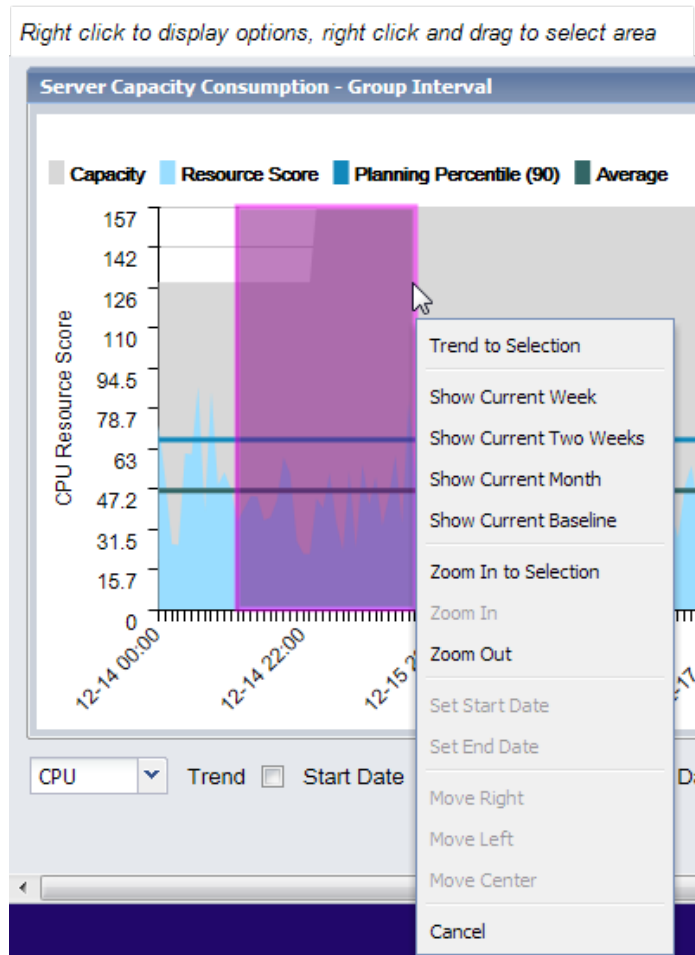 Right click to display options, right click and drag to select area
Server Capacity Consumption - Group Interval
Capacity Resource Score Planning Percentile (90) Average
CPU Resource Score
157
142
126
110
94.5
78.7
63
47.2
31.5
15.7
0
12-14 00:00
12-14 22:00
12-15
Trend to Selection
Show Current Week
Show Current Two Weeks
Show Current Month
Show Current Baseline
Zoom In to Selection
Zoom In
Zoom Out
Set Start Date
Set End Date
Move Right
Move Left
Move Center
Cancel
CPU Trend Start Date